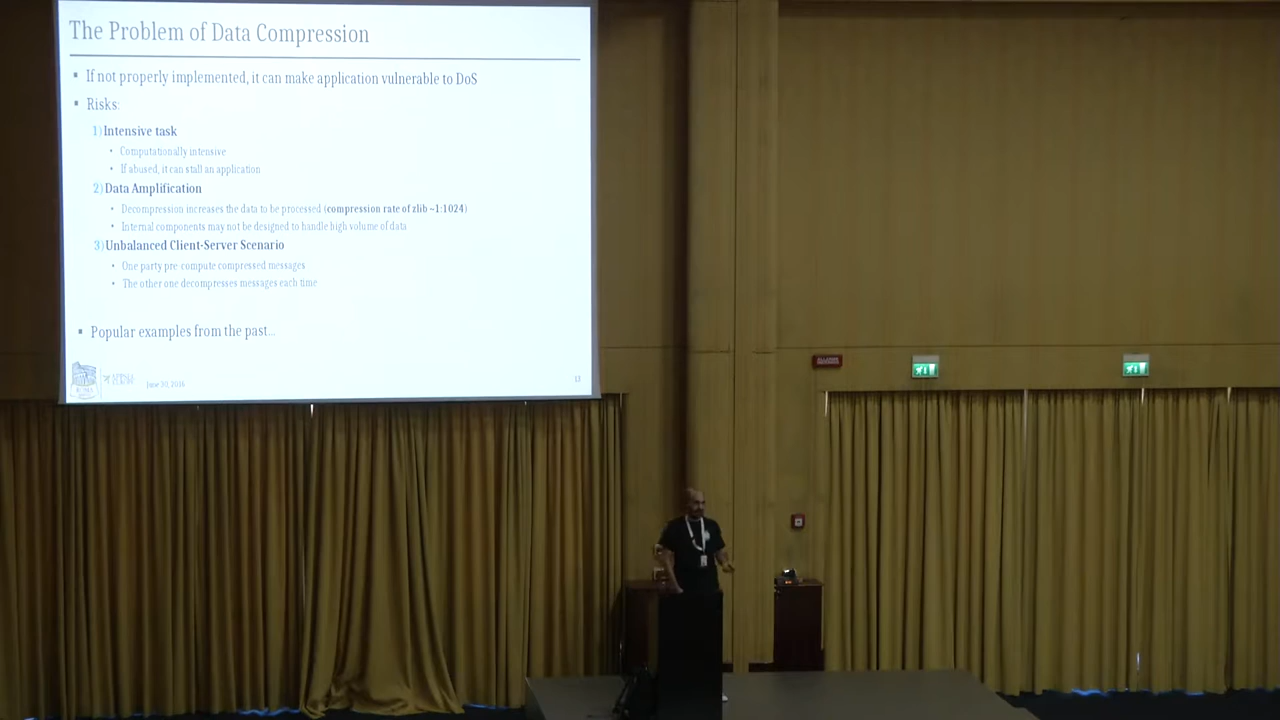 The Problem of Data Compression
▪ If not properly implemented, it can make application vulnerable to DoS
▪ Risks:
1) Intensive task
• Computationally intensive
• If abused, it can stall an application
2) Data Amplification
• Decompression increases the data to be processed (compression rate of zlib ~1:1024)
• Internal components may not be designed to handle high volume of data
3) Unbalanced Client-Server Scenario
• One party pre-compute compressed messages
• The other one decompresses messages each time
▪ Popular examples from the past...
June 30, 2016